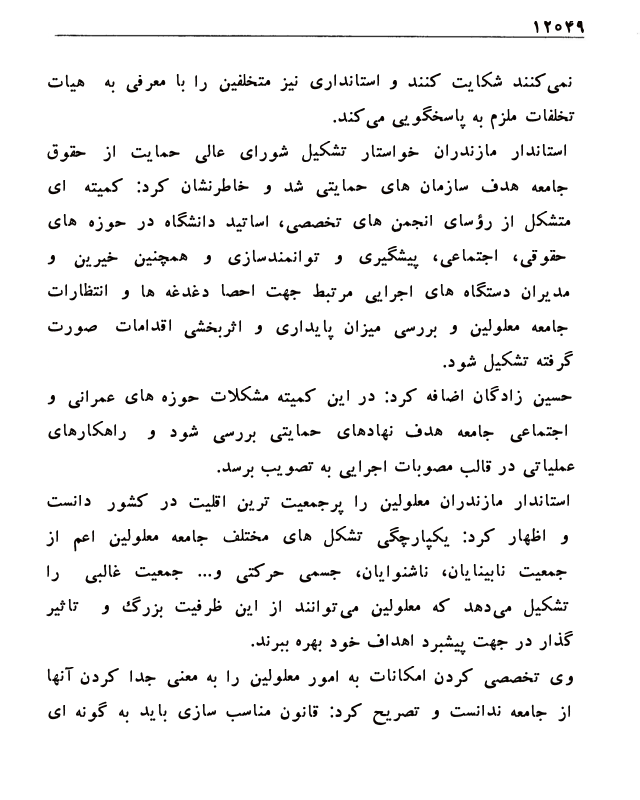 ۱۲۰۴۹
نمی‌کنند شکایت کنند و استانداری نیز متخلفین را با معرفی به هیات
تخلفات ملزم به پاسخگویی می‌کند.
استاندار مازندران خواستار تشکیل شورای عالی حمایت از حقوق
جامعه هدف سازمان های حمایتی شد و خاطرنشان کرد: کمیته ای
متشکل از رؤسای انجمن های تخصصی، اساتید دانشگاه در حوزه های
حقوقی، اجتماعی، پیشگیری و توانمندسازی و همچنین خیرین و
مدیران دستگاه های اجرایی مرتبط جهت احصا دغدغه ها و انتظارات
جامعه معلولین و بررسی میزان پایداری و اثربخشی اقدامات صورت
گرفته تشکیل شود.
حسین زادگان اضافه کرد: در این کمیته مشکلات حوزه های عمرانی و
اجتماعی جامعه هدف نهادهای حمایتی بررسی شود و راهکارهای
عملیاتی در قالب مصوبات اجرایی به تصویب برسد.
استاندار مازندران معلولین را پرجمعیت ترین اقلیت در کشور دانست
و اظهار کرد: یکپارچگی تشکل های مختلف جامعه معلولین اعم از
جمعیت نابینایان، ناشنوایان، جسمی حرکتی و... جمعیت غالبی را
تشکیل می‌دهد که معلولین می‌توانند از این ظرفیت بزرگ و تاثیر
گذار در جهت پیشبرد اهداف خود بهره ببرند.
وی تخصصی کردن امکانات به امور معلولین را به معنی جدا کردن آنها
از جامعه ندانست و تصریح کرد: قانون مناسب سازی باید به گونه ای